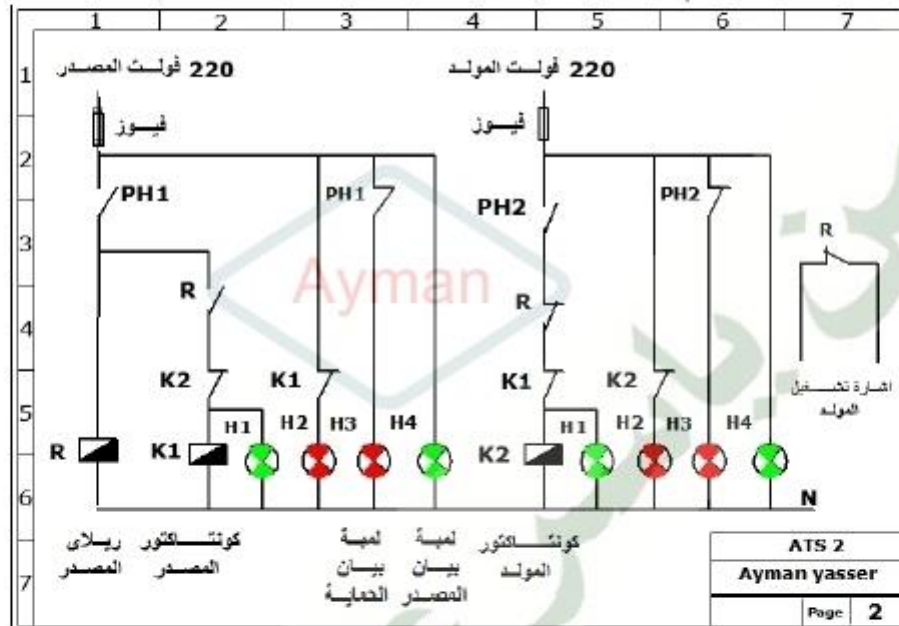 1 2 3 4 5 6 7
1
2
3
4
5
6
7
220 فولت المصدر
220 فولت المولد
فيوز
فيوز
PH1
PH1
PH2
PH2
R
R
R
Ayman
K2
K1
K1
K2
اشارة تشغيل
المولد
H1
H2
H3
H4
H1
H2
H3
H4
R
K1
K2
N
ريلاى
المصدر
كونتاكتور
المصدر
لمبة
بيان
الحماية
لمبة
بيان
المصدر
كونتاكتور
المولد
ATS 2
Ayman yasser
Page 2